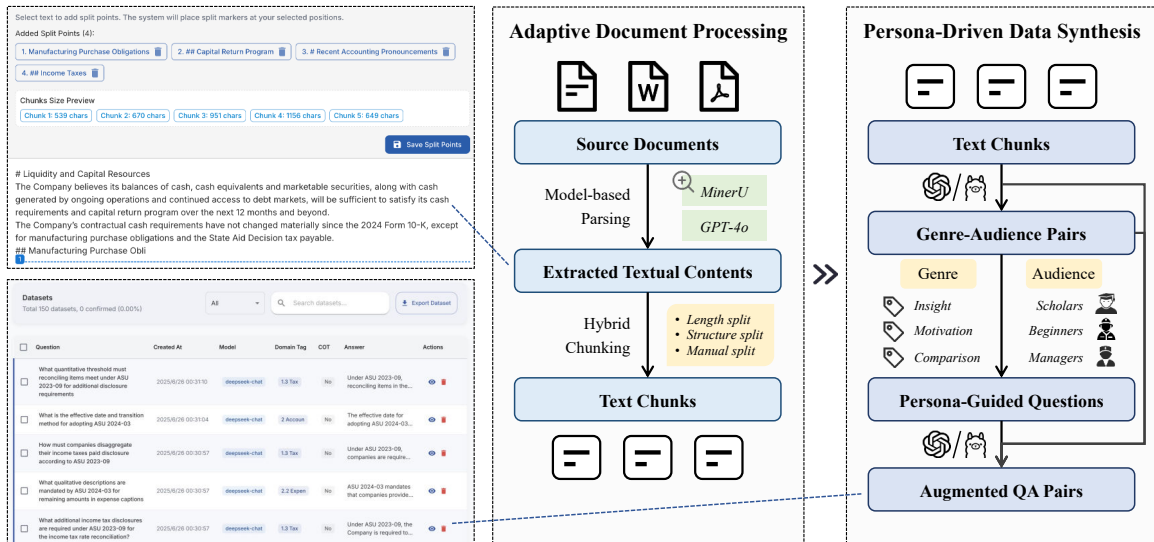 Select text to add split points. The system will place split markers at your selected positions.
Added Split Points (4):
1. Manufacturing Purchase Obligations
2. ## Capital Return Program
3. # Recent Accounting Pronouncements
4. ## Income Taxes
Chunks Size Preview
Chunk 1: 539 chars
Chunk 2: 670 chars
Chunk 3: 951 chars
Chunk 4: 1156 chars
Chunk 5: 649 chars
Save Split Points
# Liquidity and Capital Resources
The Company believes its balances of cash, cash equivalents and marketable securities, along with cash
generated by ongoing operations and continued access to debt markets, will be sufficient to satisfy its cash
requirements and capital return program over the next 12 months and beyond.
The Company's contractual cash requirements have not changed materially since the 2024 Form 10-K, except
for manufacturing purchase obligations and the State Aid Decision tax payable.
## Manufacturing Purchase Obli
1
Datasets
Total 150 datasets, 0 confirmed (0.00%)
All
Search datasets...
Export Dataset
Question Created At Model Domain Tag COT Answer Actions
What quantitative threshold must
reconciling items meet under ASU
2023-09 for additional disclosure
requirements
2025/6/26 00:31:10 deepseek-chat 1.3 Tax No
Under ASU 2023-09,
reconciling items in the...
What is the effective date and transition
method for adopting ASU 2024-03
2025/6/26 00:31:04 deepseek-chat 2 Accoun No
The effective date for
adopting ASU 2024-03...
How must companies disaggregate
their income taxes paid disclosure
according to ASU 2023-09
2025/6/26 00:30:57 deepseek-chat 1.3 Tax No
Under ASU 2023-09,
companies are require...
What qualitative descriptions are
mandated by ASU 2024-03 for
remaining amounts in expense captions
2025/6/26 00:30:57 deepseek-chat 2.2 Expen No
ASU 2024-03 mandates
that companies provide...
What additional income tax disclosures
are required under ASU 2023-09 for
the income tax rate reconciliation?
2025/6/26 00:30:57 deepseek-chat 1.3 Tax No
Under ASU 2023-09, the
Company is required to...
Adaptive Document Processing
W
Source Documents
Model-based
Parsing
MinerU
GPT-4o
Extracted Textual Contents
Hybrid
Chunking
• Length split
• Structure split
• Manual split
Text Chunks
Persona-Driven Data Synthesis
Text Chunks
/
Genre-Audience Pairs
Genre
Audience
Insight
Scholars
Motivation
Beginners
Comparison
Managers
Persona-Guided Questions
/
Augmented QA Pairs